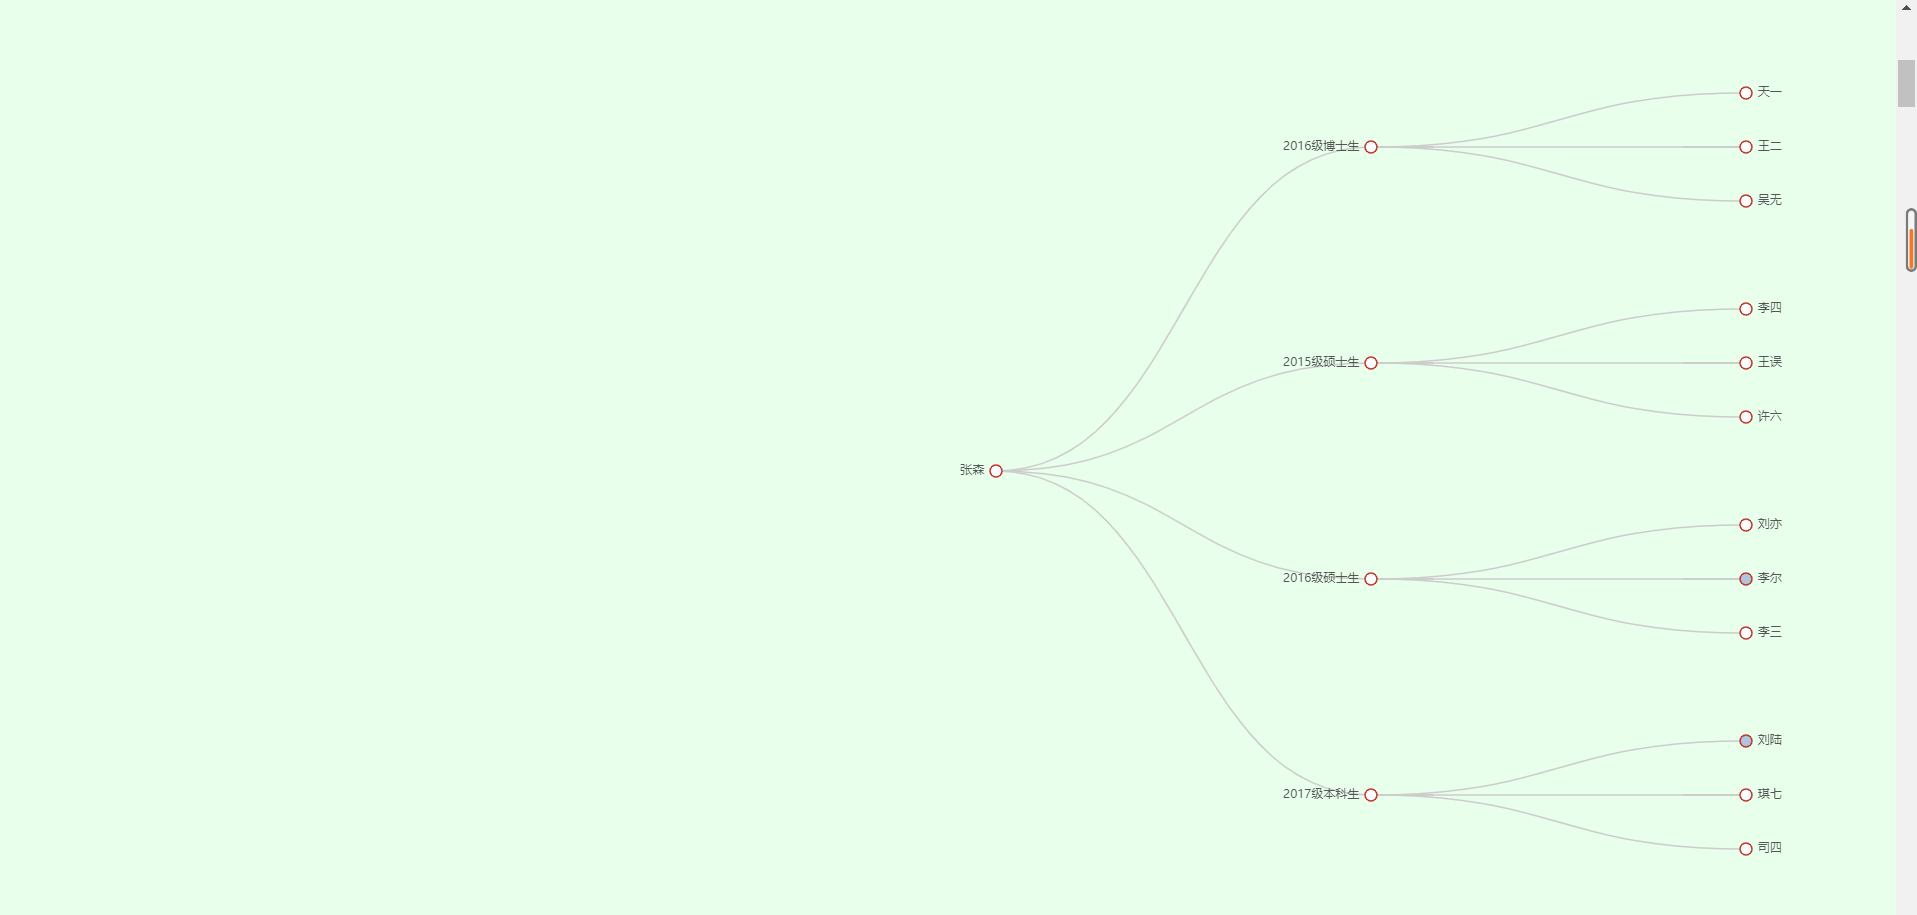 张森
2016级博士生
天一
王二
吴无
2015级硕士生
李四
王误
许六
2016级硕士生
刘亦
李尔
李三
2017级本科生
刘陆
琪七
司四